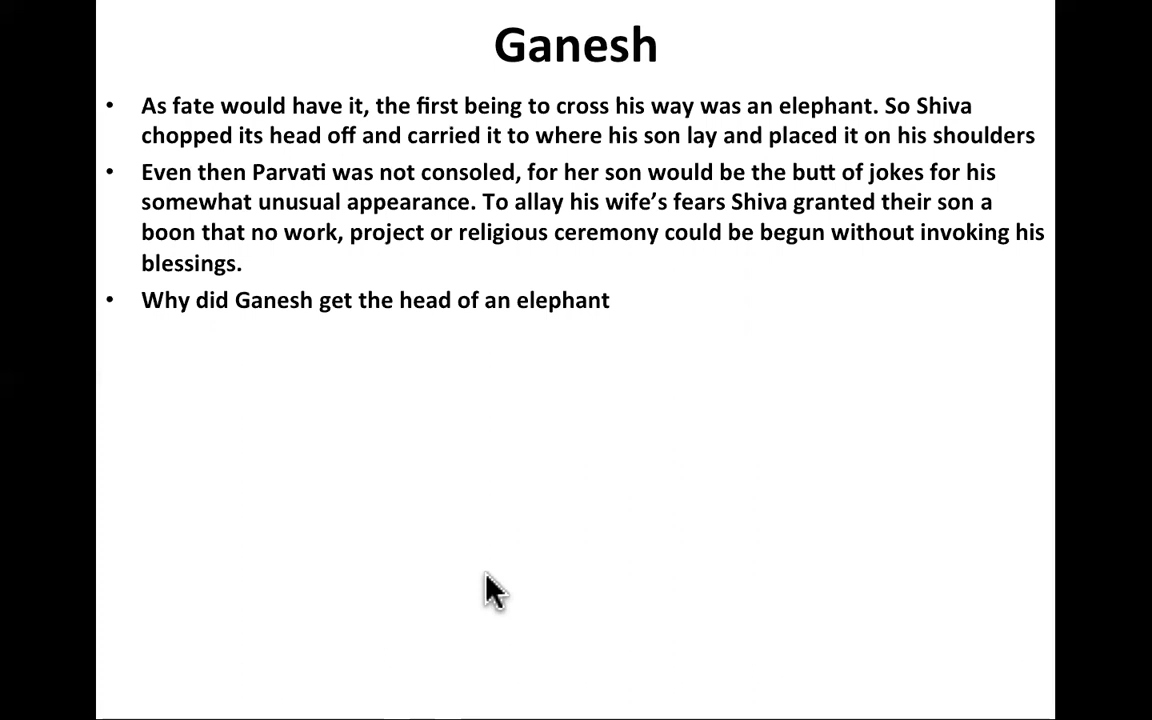 Ganesh
• As fate would have it, the first being to cross his way was an elephant. So Shiva
chopped its head off and carried it to where his son lay and placed it on his shoulders
• Even then Parvati was not consoled, for her son would be the butt of jokes for his
somewhat unusual appearance. To allay his wife’s fears Shiva granted their son a
boon that no work, project or religious ceremony could be begun without invoking his
blessings.
• Why did Ganesh get the head of an elephant